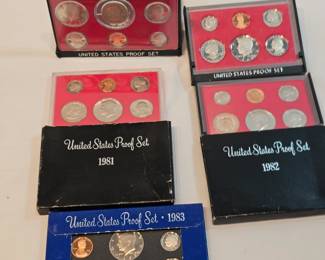 UNITED STATES PROOF SET
UNITED STATES PROOF SET
United States Proof Set
1981
United States Proof Set
1982
United States Proof Set · 1983